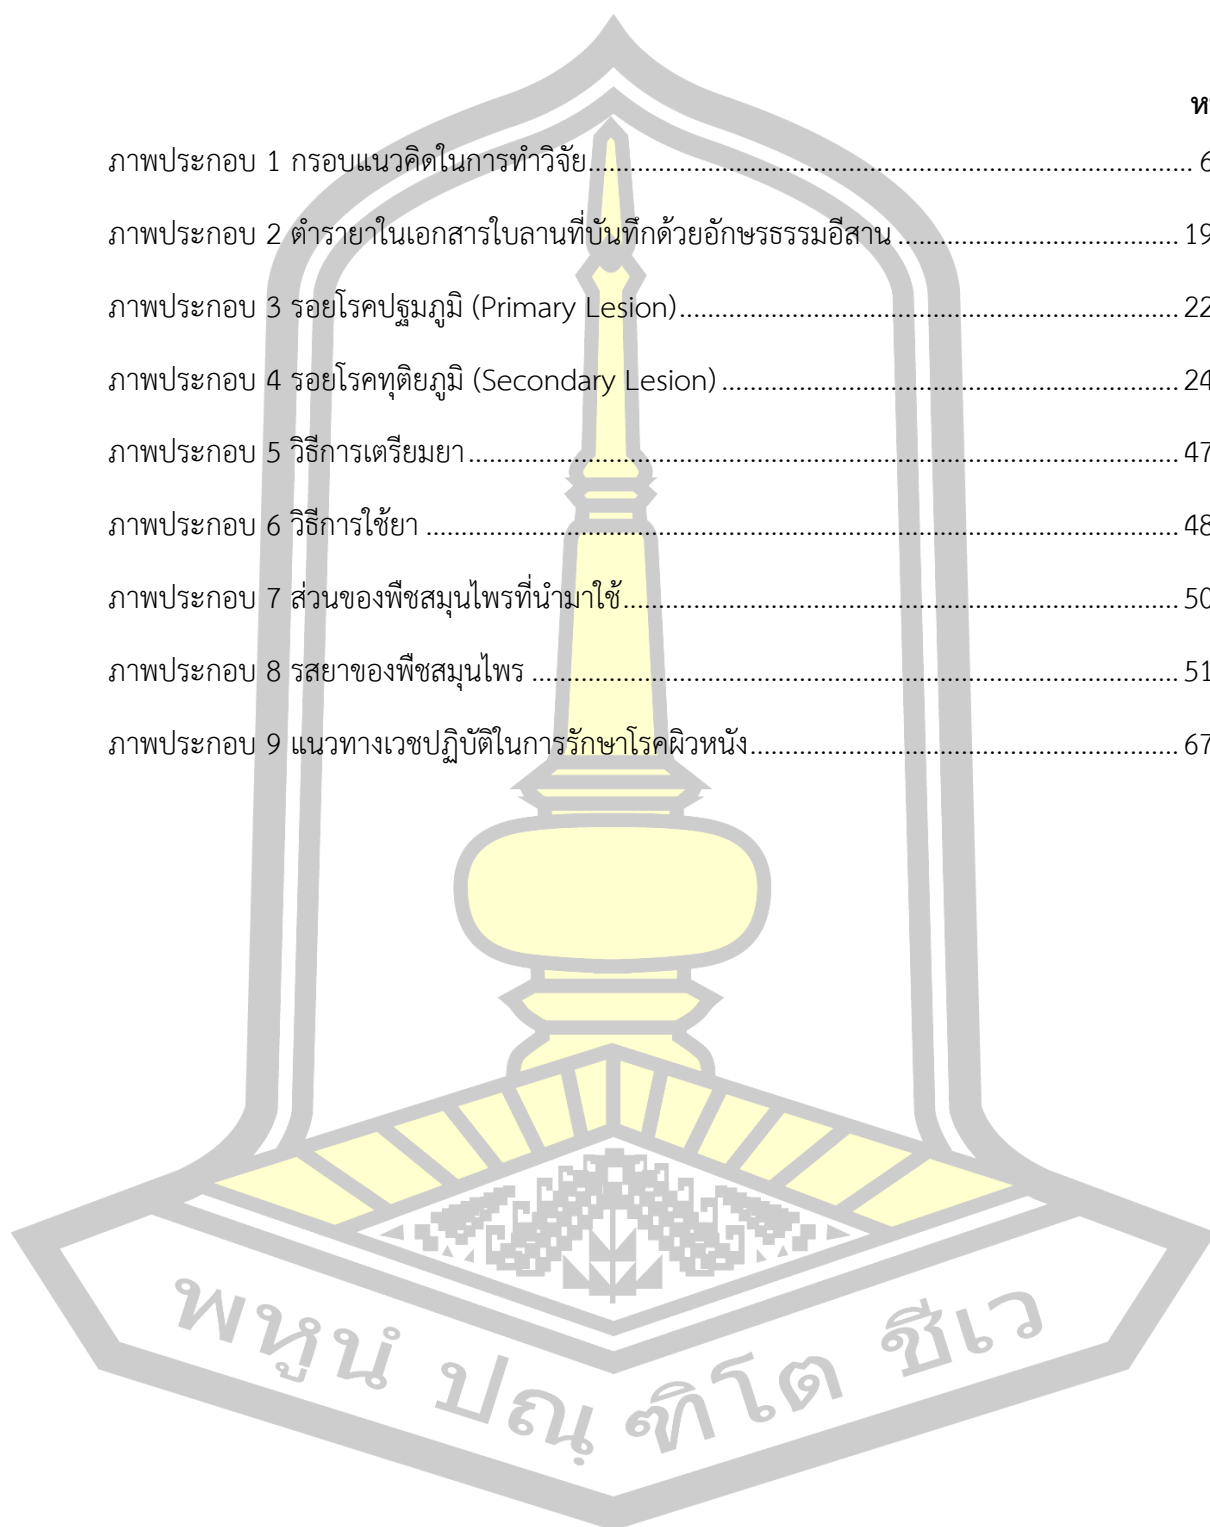 ภาพประกอบ 1 กรอบแนวคิดในการทำวิจัย........................................ 6
ภาพประกอบ 2 ตำรายาในเอกสารใบลานที่บันทึกด้วยอักษรธรรมอีสาน ........................................ 19
ภาพประกอบ 3 รอยโรคปฐมภูมิ (Primary Lesion)........................................ 22
ภาพประกอบ 4 รอยโรคทุติยภูมิ (Secondary Lesion) ........................................ 24
ภาพประกอบ 5 วิธีการเตรียมยา ........................................ 47
ภาพประกอบ 6 วิธีการใช้ยา ........................................ 48
ภาพประกอบ 7 ส่วนของพืชสมุนไพรที่นำมาใช้........................................ 50
ภาพประกอบ 8 รสยาของพืชสมุนไพร ........................................ 51
ภาพประกอบ 9 แนวทางเวชปฏิบัติในการรักษาโรคผิวหนัง........................................ 67
พหูนํ ปณฺฑิโต ชีเว